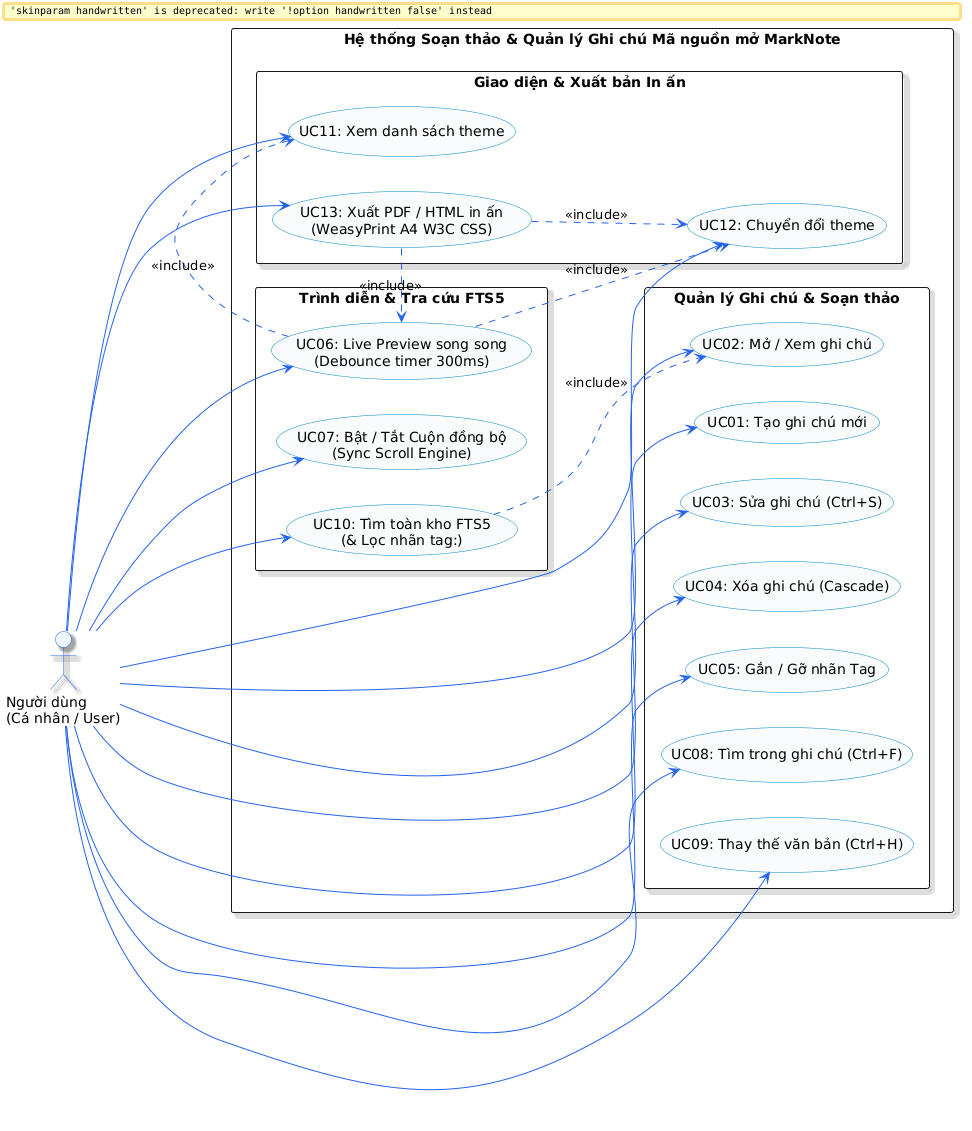 'skinparam handwritten' is deprecated: write '!option handwritten false' instead
Hệ thống Soạn thảo & Quản lý Ghi chú Mã nguồn mở MarkNote
Giao diện & Xuất bản In ấn
UC11: Xem danh sách theme
UC13: Xuất PDF / HTML in ấn
(WeasyPrint A4 W3C CSS)
«include»
UC12: Chuyển đổi theme
«include»
«include»
«include»
Trình diễn & Tra cứu FTS5
UC06: Live Preview song song
(Debounce timer 300ms)
UC07: Bật / Tắt Cuộn đồng bộ
(Sync Scroll Engine)
UC10: Tìm toàn kho FTS5
(& Lọc nhãn tag:)
«include»
Quản lý Ghi chú & Soạn thảo
UC02: Mở / Xem ghi chú
UC01: Tạo ghi chú mới
UC03: Sửa ghi chú (Ctrl+S)
UC04: Xóa ghi chú (Cascade)
UC05: Gắn / Gỡ nhãn Tag
UC08: Tìm trong ghi chú (Ctrl+F)
UC09: Thay thế văn bản (Ctrl+H)
Người dùng
(Cá nhân / User)